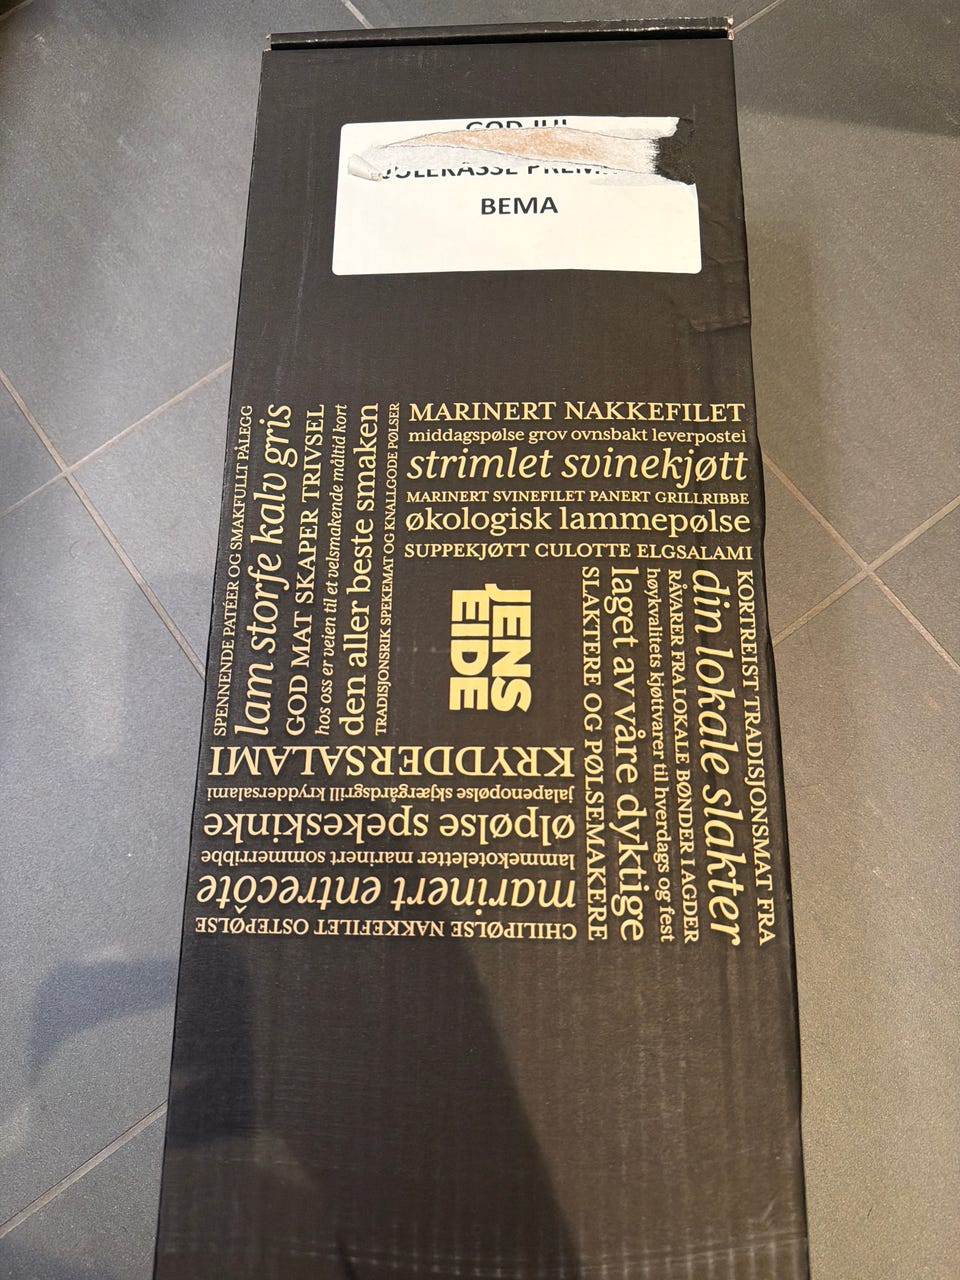 GOD JUL
JULEKASSE
BEMA
MARINERT NAKKEFILET
middagspølse grov ovnsbakt leverpostei
strimlet svinekjøtt
MARINERT SVINEFILET PANERT GRILLRIBBE
økologisk lammepølse
SUPPEKJØTT CULOTTE ELGSALAMI
SPENNENDE PATÉER OG SMAKFULLT PÅLEGG
lam storfe kalv gris
GOD MAT SKAPER TRIVSEL
hos oss er veien til et velsmakende måltid kort
den aller beste smaken
TRADISJONSRIK SPEKEMAT OG KNALLGODE PØLSER
JENS
EIDE
KORTREIST TRADISJONSMAT FRA
din lokale slakter
RÅVARER FRA LOKALE BØNDER I AGDER
høykvalitets kjøttvarer til hverdags og fest
laget av våre dyktige
SLAKTERE OG PØLSEMAKERE
CHILIPØLSE NAKKEFILET OSTEPØLSE
marinert entrecôte
lammekoteletter marinert sommerribbe
ølpølse spekeskinke
jalapenopølse skjærgårdsgrill kryddersalami
KRYDDERSALAMI